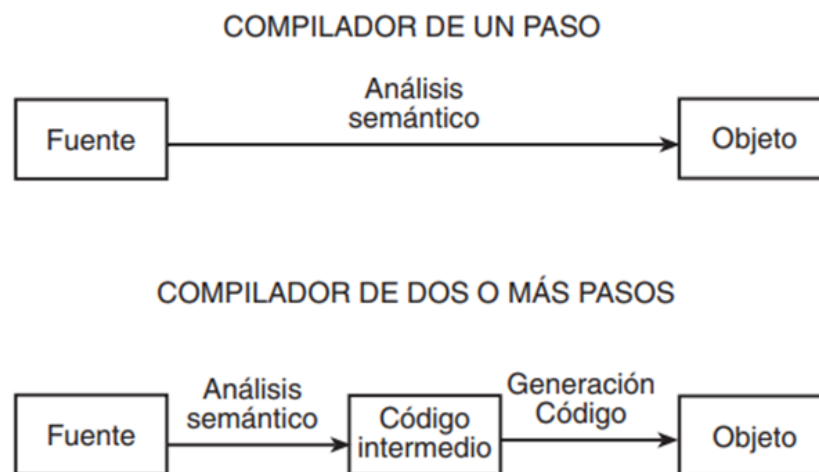 COMPILADOR DE UN PASO
Análisis
semántico
Fuente
Objeto
COMPILADOR DE DOS O MÁS PASOS
Análisis
semántico
Generación
Código
Fuente
Código
intermedio
Objeto